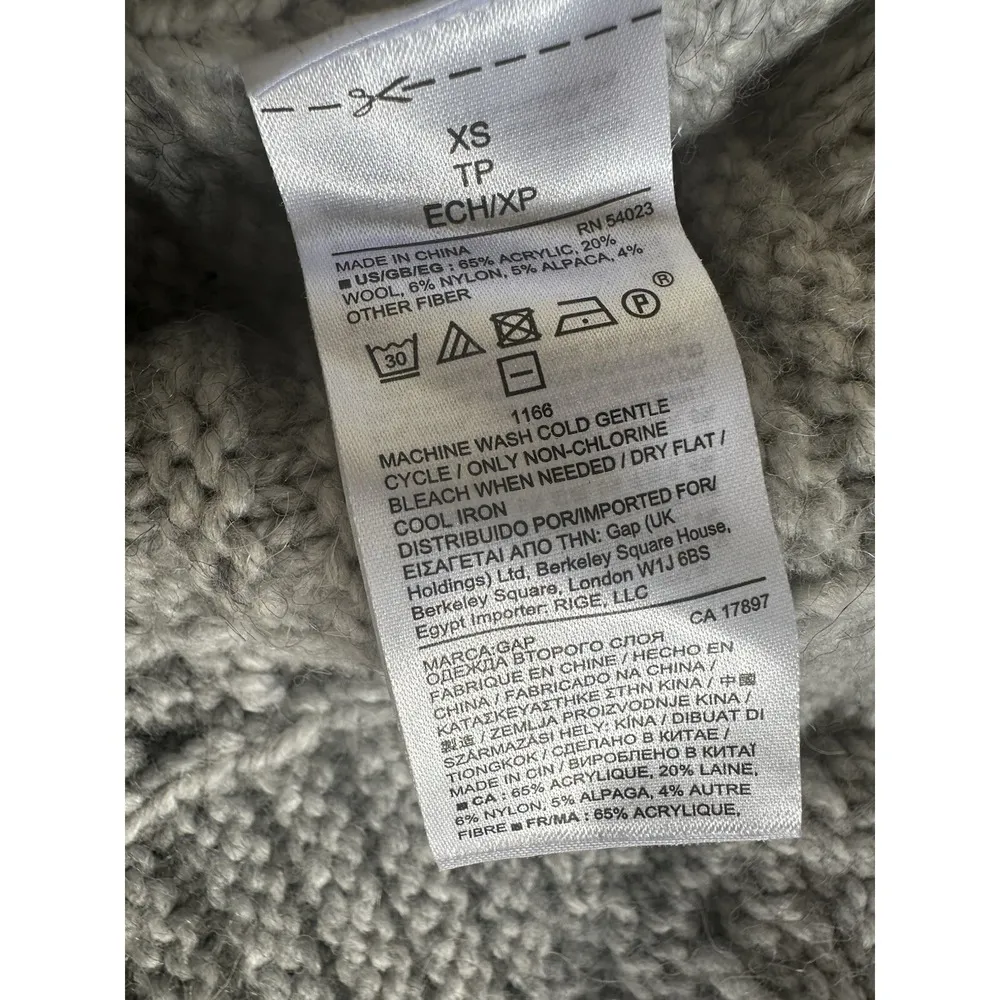 XS
TP
ECH/XP
RN 54023
MADE IN CHINA
■ US/GB/EG : 65% ACRYLIC, 20%
WOOL, 6% NYLON, 5% ALPACA, 4%
OTHER FIBER
30
P ®
1166
MACHINE WASH COLD GENTLE
CYCLE / ONLY NON-CHLORINE
BLEACH WHEN NEEDED / DRY FLAT /
COOL IRON
DISTRIBUIDO POR/IMPORTED FOR/
ΕΙΣΑΓΕΤΑΙ ΑΠΟ ΤΗΝ: Gap (UK
Holdings) Ltd, Berkeley Square House,
Berkeley Square, London W1J 6BS
Egypt Importer: RIGE, LLC
CA 17897
MARCA:GAP
ОДЕЖДА ВТОРОГО СЛОЯ
FABRIQUE EN CHINE / HECHO EN
CHINA / FABRICADO NA CHINA /
ΚΑΤΑΣΚΕΥΑΣΤΗΚΕ ΣΤΗΝ ΚΙΝΑ / 中國
製造 / ZEMLJA PROIZVODNJE KINA /
SZÁRMAZÁSI HELY: KÍNA / DIBUAT DI
TIONGKOK / СДЕЛАНО В КИТАЕ /
MADE IN CIN / ВИРОБЛЕНО В КИТАЇ
■ CA : 65% ACRYLIQUE, 20% LAINE,
6% NYLON, 5% ALPAGA, 4% AUTRE
FIBRE ■ FR/MA : 65% ACRYLIQUE,